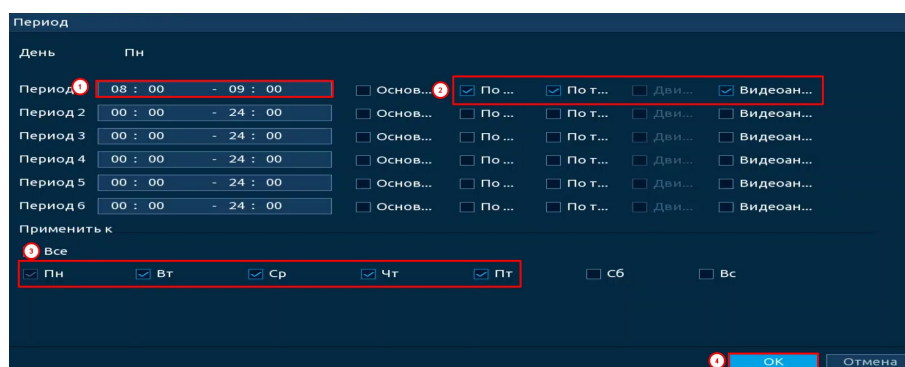 Период
День Пн
Период 1 08 : 00 - 09 : 00 Основ... 2 По ... По т... Дви... Видеоан...
Период 2 00 : 00 - 24 : 00 Основ... По ... По т... Дви... Видеоан...
Период 3 00 : 00 - 24 : 00 Основ... По ... По т... Дви... Видеоан...
Период 4 00 : 00 - 24 : 00 Основ... По ... По т... Дви... Видеоан...
Период 5 00 : 00 - 24 : 00 Основ... По ... По т... Дви... Видеоан...
Период 6 00 : 00 - 24 : 00 Основ... По ... По т... Дви... Видеоан...
Применить к
3 Все
Пн Вт Ср Чт Пт Сб Вс
4 OK Отмена